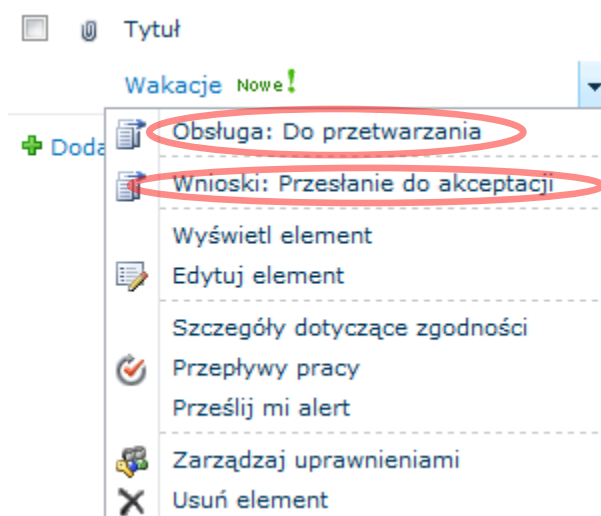 Tytuł
Wakacje Nowe!
Doda
Obsługa: Do przetwarzania
Wnioski: Przesłanie do akceptacji
Wyświetl element
Edytuj element
Szczegóły dotyczące zgodności
Przepływy pracy
Prześlij mi alert
Zarządzaj uprawnieniami
Usuń element